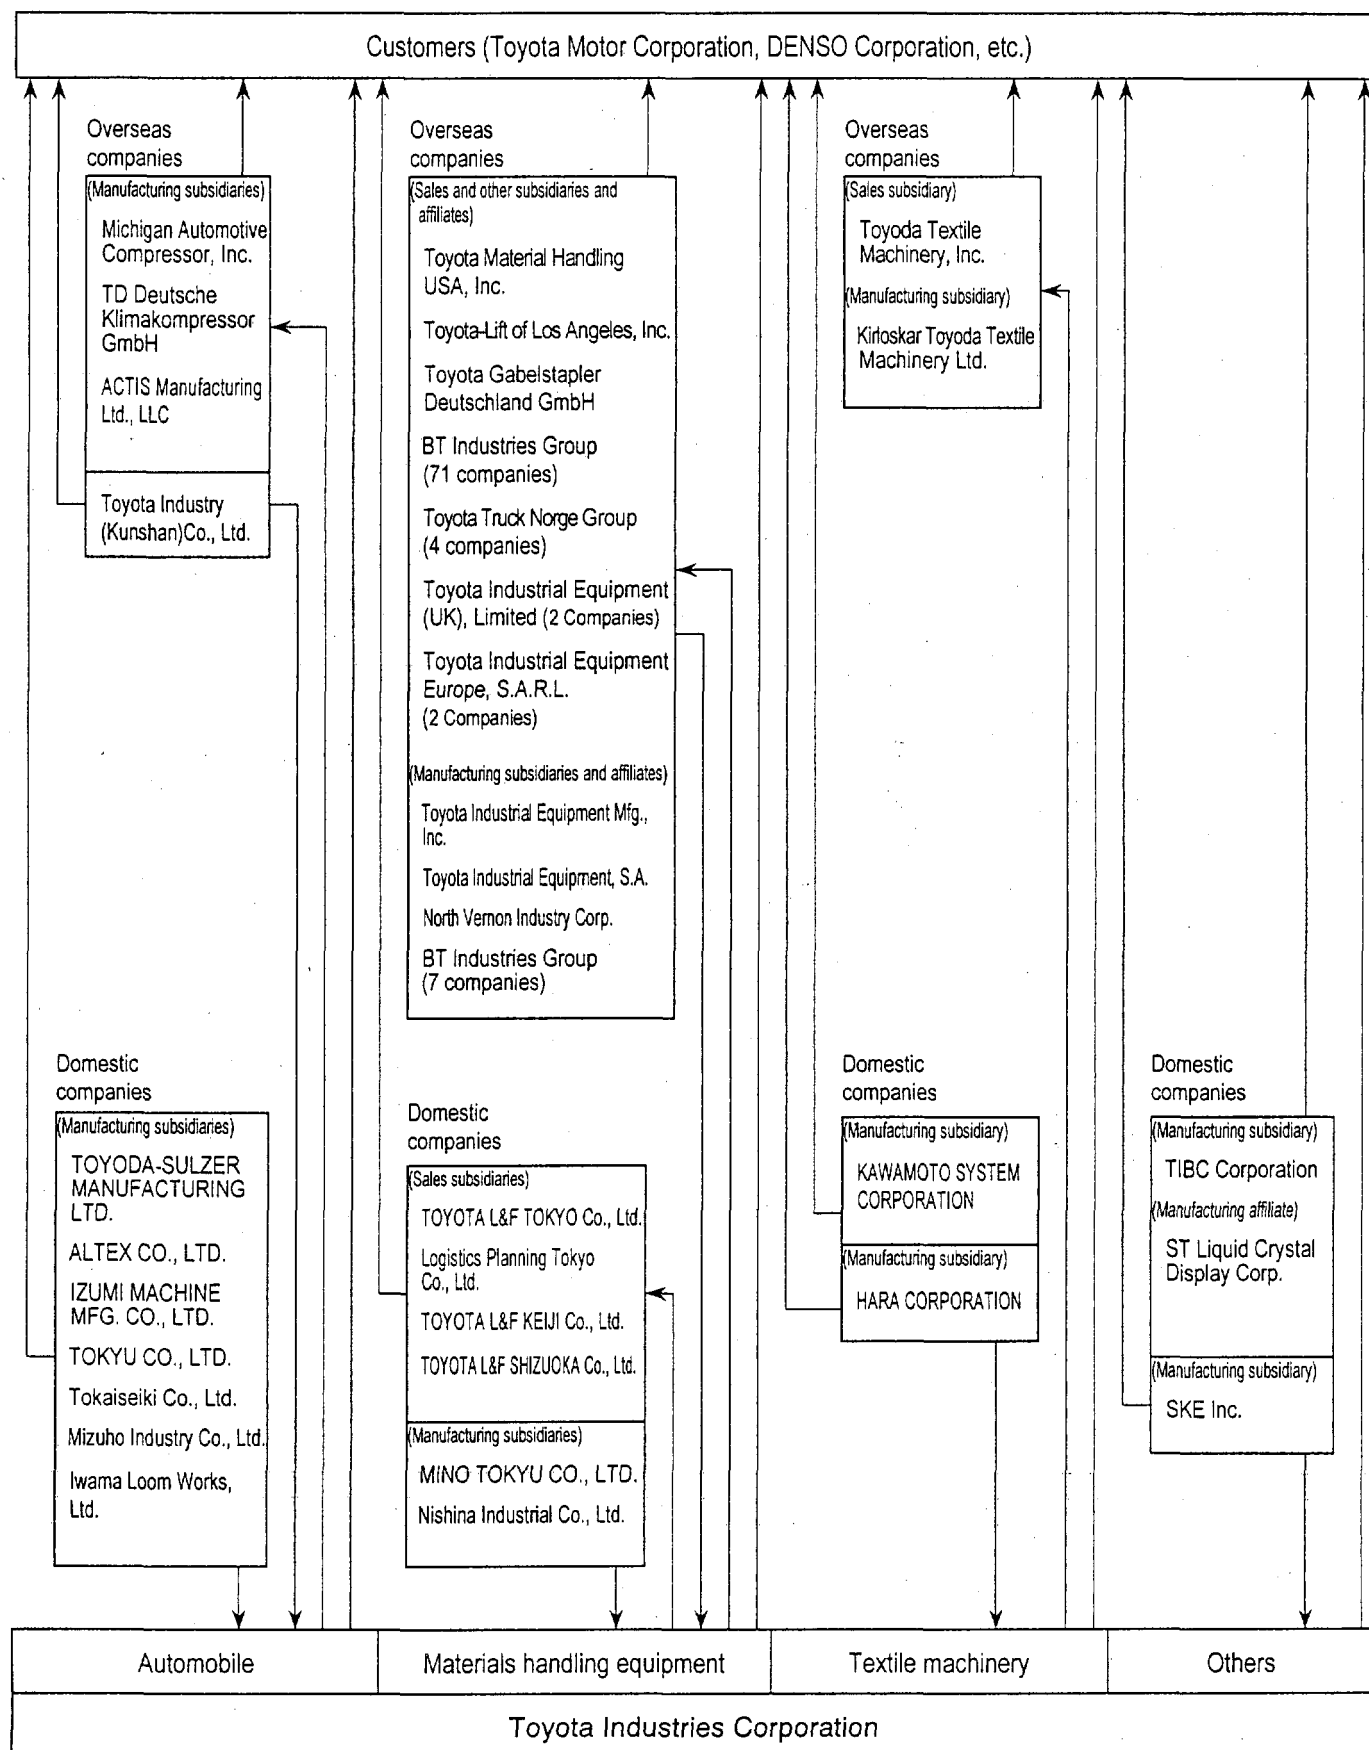 Customers (Toyota Motor Corporation, DENSO Corporation, etc.)
Overseas
companies
(Manufacturing subsidiaries)
Michigan Automotive
Compressor, Inc.
TD Deutsche
Klimakompressor
GmbH
ACTIS Manufacturing
Ltd., LLC
Toyota Industry
(Kunshan)Co., Ltd.
Domestic
companies
(Manufacturing subsidiaries)
TOYODA-SULZER
MANUFACTURING
LTD.
ALTEX CO., LTD.
IZUMI MACHINE
MFG. CO., LTD.
TOKYU CO., LTD.
Tokaiseiki Co., Ltd.
Mizuho Industry Co., Ltd.
Iwama Loom Works,
Ltd.
Overseas
companies
(Sales and other subsidiaries and
affiliates)
Toyota Material Handling
USA, Inc.
Toyota-Lift of Los Angeles, Inc.
Toyota Gabelstapler
Deutschland GmbH
BT Industries Group
(71 companies)
Toyota Truck Norge Group
(4 companies)
Toyota Industrial Equipment
(UK), Limited (2 Companies)
Toyota Industrial Equipment
Europe, S.A.R.L.
(2 Companies)
(Manufacturing subsidiaries and affiliates)
Toyota Industrial Equipment Mfg.,
Inc.
Toyota Industrial Equipment, S.A.
North Vernon Industry Corp.
BT Industries Group
(7 companies)
Domestic
companies
(Sales subsidiaries)
TOYOTA L&F TOKYO Co., Ltd.
Logistics Planning Tokyo
Co., Ltd.
TOYOTA L&F KEIJI Co., Ltd.
TOYOTA L&F SHIZUOKA Co., Ltd.
(Manufacturing subsidiaries)
MINO TOKYU CO., LTD.
Nishina Industrial Co., Ltd.
Overseas
companies
(Sales subsidiary)
Toyoda Textile
Machinery, Inc.
(Manufacturing subsidiary)
Kirloskar Toyoda Textile
Machinery Ltd.
Domestic
companies
(Manufacturing subsidiary)
KAWAMOTO SYSTEM
CORPORATION
(Manufacturing subsidiary)
HARA CORPORATION
Domestic
companies
(Manufacturing subsidiary)
TIBC Corporation
(Manufacturing affiliate)
ST Liquid Crystal
Display Corp.
(Manufacturing subsidiary)
SKE Inc.
Automobile
Materials handling equipment
Textile machinery
Others
Toyota Industries Corporation